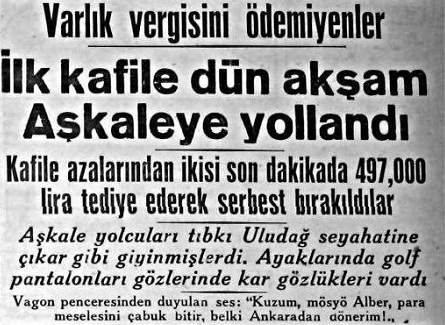 Varlık vergisini ödemiyenler
İlk kafile dün akşam
Aşkaleye yollandı
Kafile azalarından ikisi son dakikada 497,000
lira tediye ederek serbest bırakıldılar
Aşkale yolcuları tıbkı Uludağ seyahatine
çıkar gibi giyinmişlerdi. Ayaklarında golf
pantalonları gözlerinde kar gözlükleri vardı
Vagon penceresinden duyulan ses: "Kuzum, mösyö Alber, para
meselesini çabuk bitir, belki Ankaradan dönerim!.,